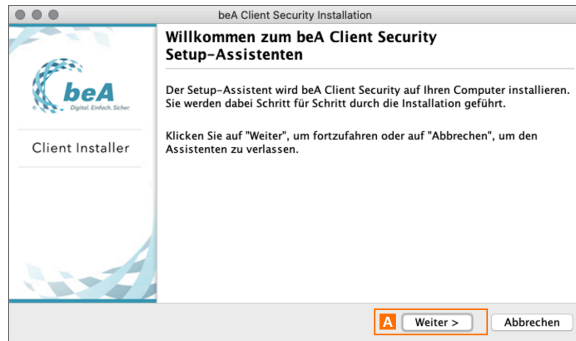 beA Client Security Installation
Willkommen zum beA Client Security
Setup-Assistenten
Der Setup-Assistent wird beA Client Security auf Ihren Computer installieren.
Sie werden dabei Schritt für Schritt durch die Installation geführt.
Klicken Sie auf "Weiter", um fortzufahren oder auf "Abbrechen", um den
Assistenten zu verlassen.
beA
Digital. Einfach. Sicher.
Client Installer
A Weiter > Abbrechen